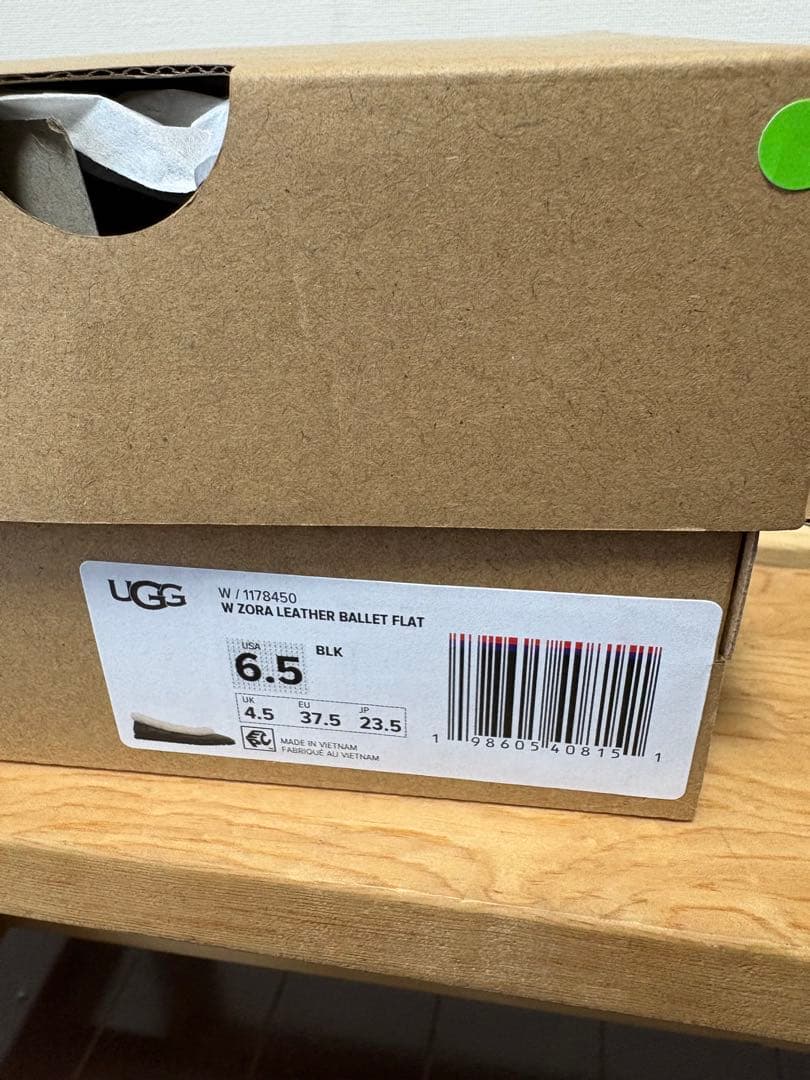 UGG
W / 1178450
W ZORA LEATHER BALLET FLAT
USA
6.5
BLK
UK EU JP
4.5 37.5 23.5
MADE IN VIETNAM
FABRIQUÉ AU VIETNAM
1 98605 40815 1